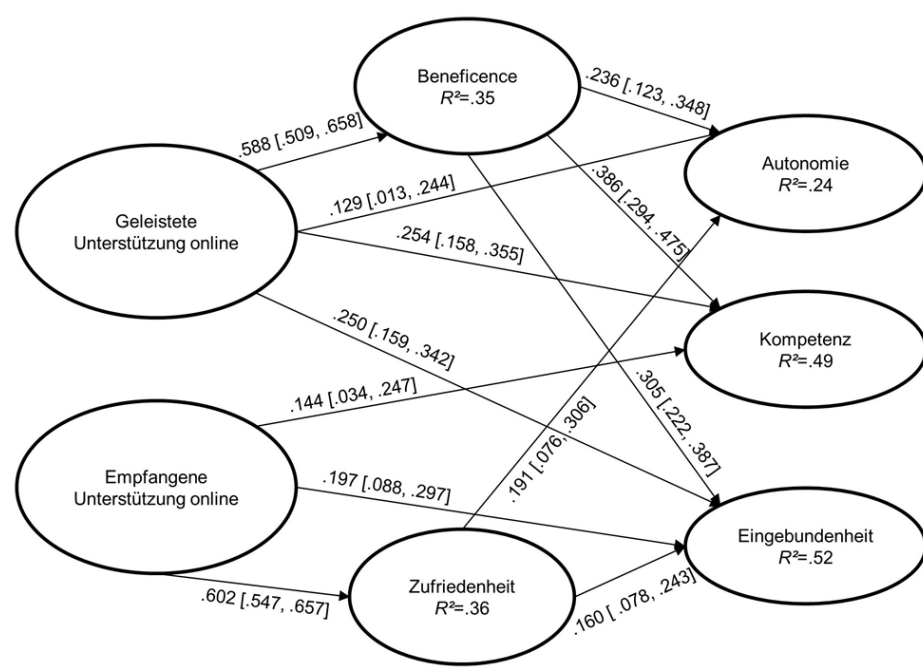 Beneficence
R²=.35
.236 [.123, .348]
.588 [.509, .658]
Autonomie
R²=.24
.129 [.013, .244]
.386 [.294, .475]
Geleistete
Unterstützung online
.254 [.158, .355]
.250 [.159, .342]
Kompetenz
R²=.49
.144 [.034, .247]
.305 [.222, .387]
.191 [.076, .306]
Empfangene
Unterstützung online
.197 [.088, .297]
Eingebundenheit
R²=.52
Zufriedenheit
R²=.36
.602 [.547, .657]
.160 [.078, .243]